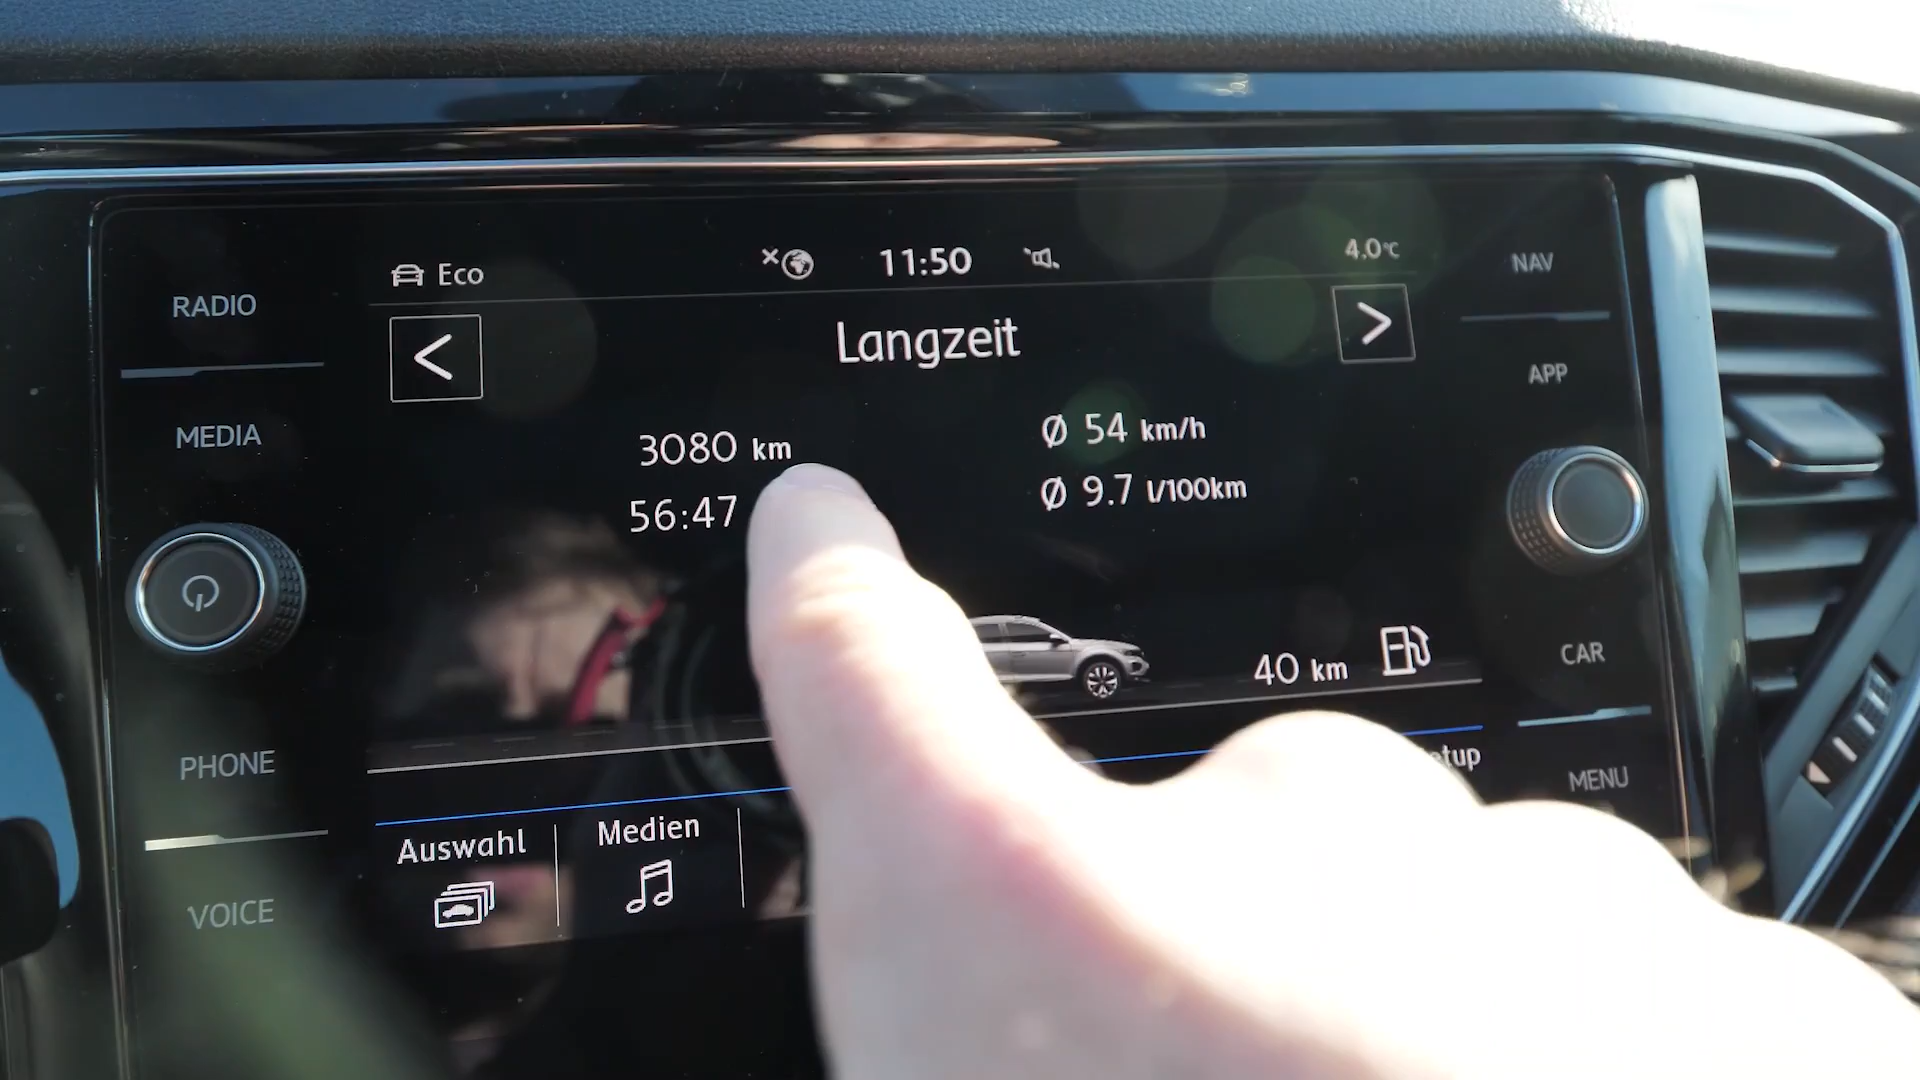 RADIO
MEDIA
PHONE
VOICE
Eco
11:50
4.0°C
<
Langzeit
>
3080 km
56:47
Ø 54 km/h
Ø 9.7 l/100km
40 km
Auswahl
Medien
etup
NAV
APP
CAR
MENU